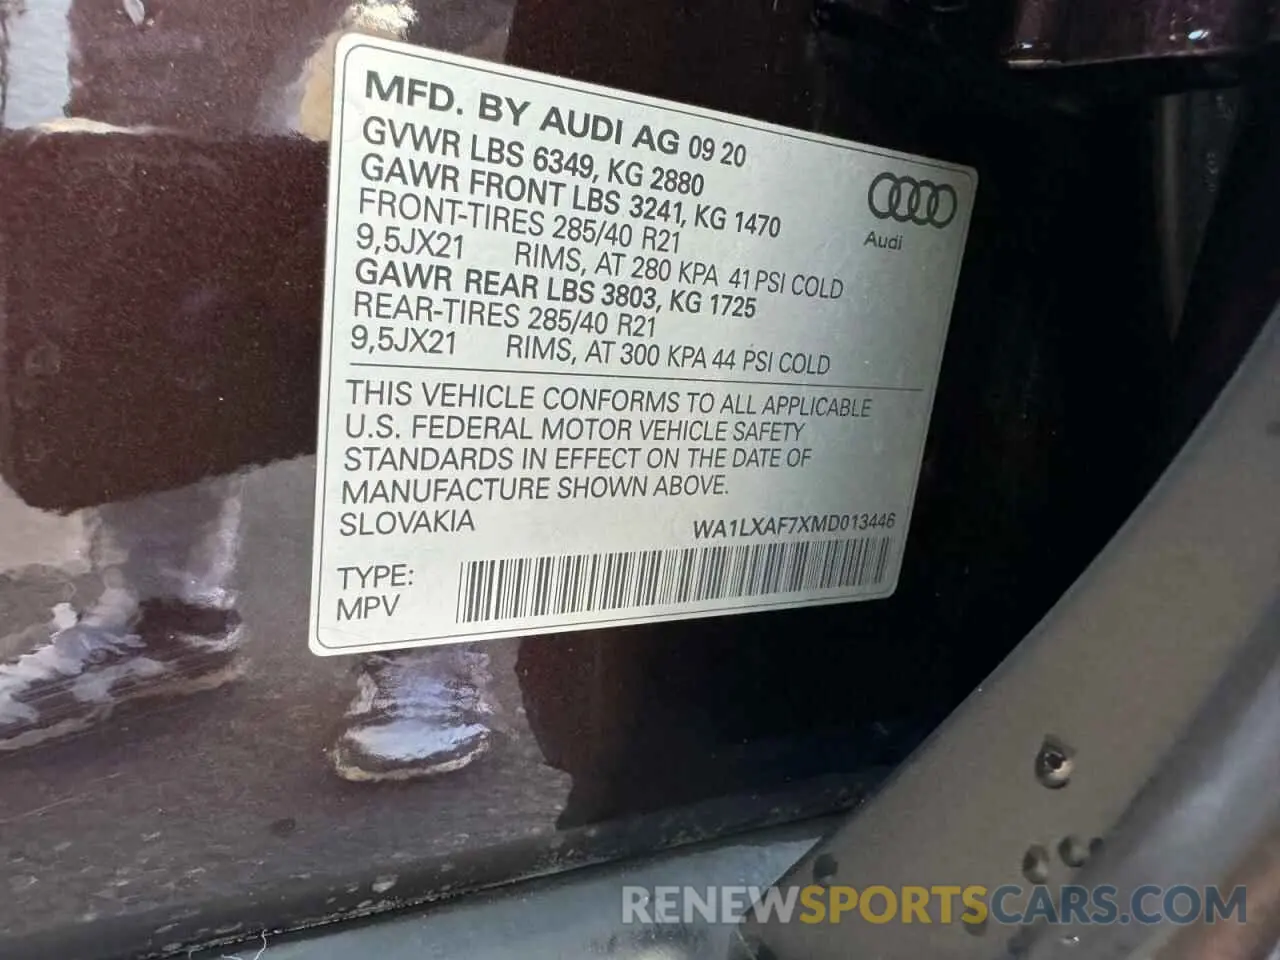 MFD. BY AUDI AG 09 20
GVWR LBS 6349, KG 2880
GAWR FRONT LBS 3241, KG 1470
FRONT-TIRES 285/40 R21
9,5JX21 RIMS, AT 280 KPA 41 PSI COLD
GAWR REAR LBS 3803, KG 1725
REAR-TIRES 285/40 R21
9,5JX21 RIMS, AT 300 KPA 44 PSI COLD
Audi
THIS VEHICLE CONFORMS TO ALL APPLICABLE
U.S. FEDERAL MOTOR VEHICLE SAFETY
STANDARDS IN EFFECT ON THE DATE OF
MANUFACTURE SHOWN ABOVE.
SLOVAKIA WA1LXAF7XMD013446
TYPE:
MPV
RENEWSPORTSCARS.COM